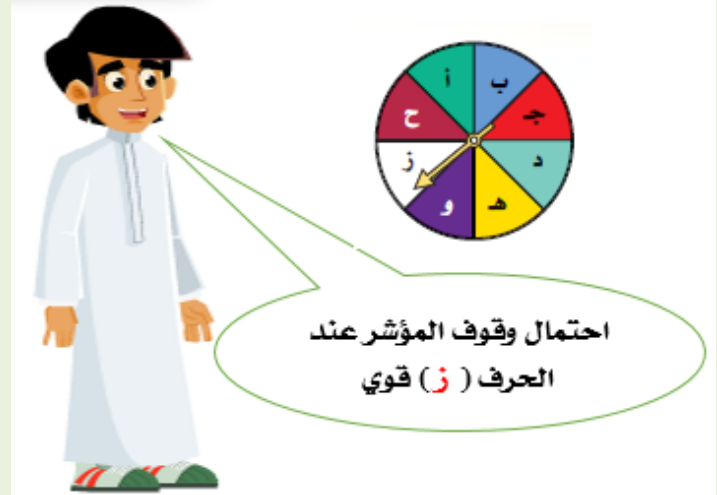 أ
ب
جـ
د
هـ
و
ز
ح
احتمال وقوف المؤشر عند
الحرف ( ز ) قوي